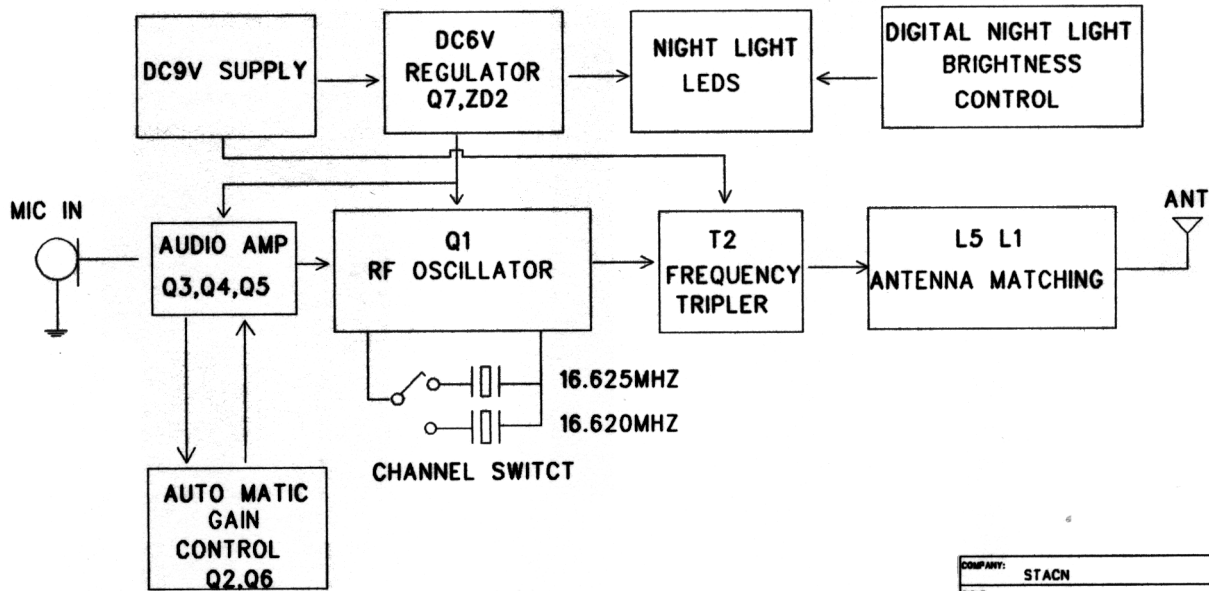 DC9V SUPPLY
DC6V
REGULATOR
Q7,ZD2
NIGHT LIGHT
LEDS
DIGITAL NIGHT LIGHT
BRIGHTNESS
CONTROL
MIC IN
AUDIO AMP
Q3,Q4,Q5
Q1
RF OSCILLATOR
T2
FREQUENCY
TRIPLER
L5 L1
ANTENNA MATCHING
ANT
16.625MHZ
16.620MHZ
CHANNEL SWITCT
AUTO MATIC
GAIN
CONTROL
Q2,Q6
COMPANY:
STACN